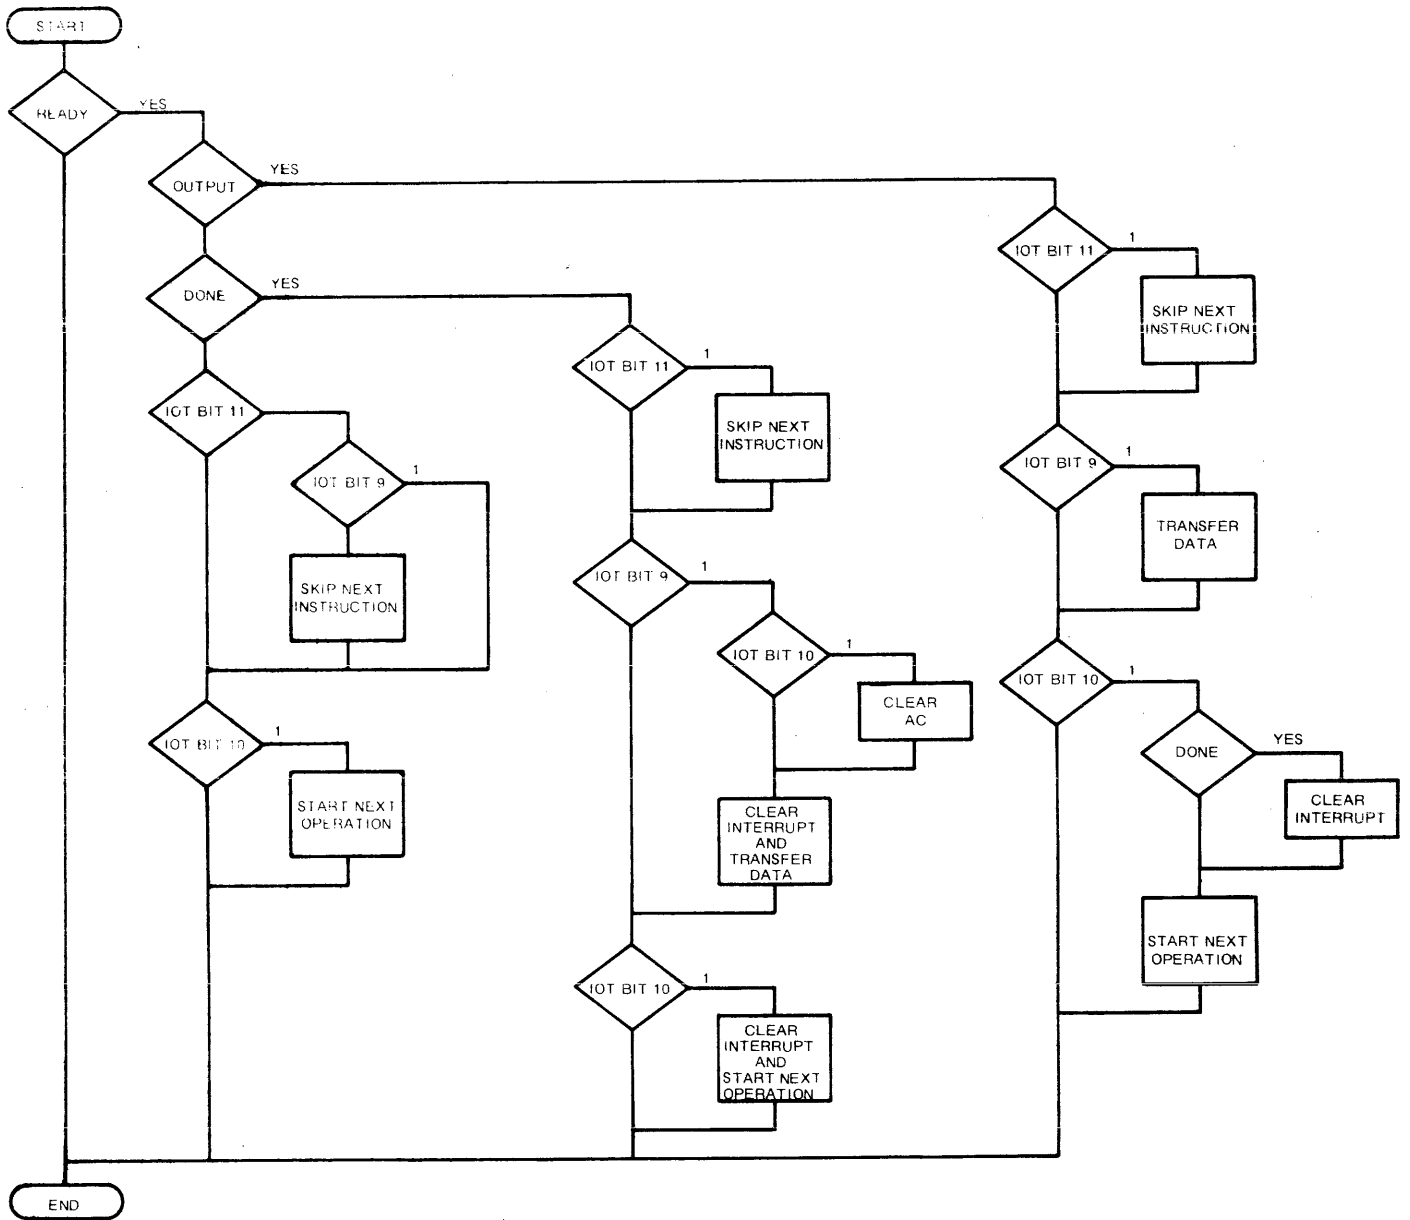 START
READY
YES
OUTPUT
YES
DONE
YES
IOT BIT 11
IOT BIT 9
1
SKIP NEXT
INSTRUCTION
IOT BIT 10
1
START NEXT
OPERATION
IOT BIT 11
1
SKIP NEXT
INSTRUCTION
IOT BIT 9
1
IOT BIT 10
1
CLEAR
AC
CLEAR
INTERRUPT
AND
TRANSFER
DATA
IOT BIT 10
1
CLEAR
INTERRUPT
AND
START NEXT
OPERATION
IOT BIT 11
1
SKIP NEXT
INSTRUCTION
IOT BIT 9
1
TRANSFER
DATA
IOT BIT 10
1
DONE
YES
CLEAR
INTERRUPT
START NEXT
OPERATION
END